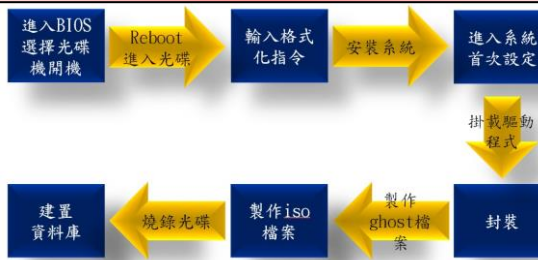 進入BIOS
選擇光碟
機開機
Reboot
進入光碟
輸入格式
化指令
安裝系統
進入系統
首次設定
掛載驅動
程式
封裝
製作
ghost檔
案
製作iso
檔案
燒錄光碟
建置
資料庫